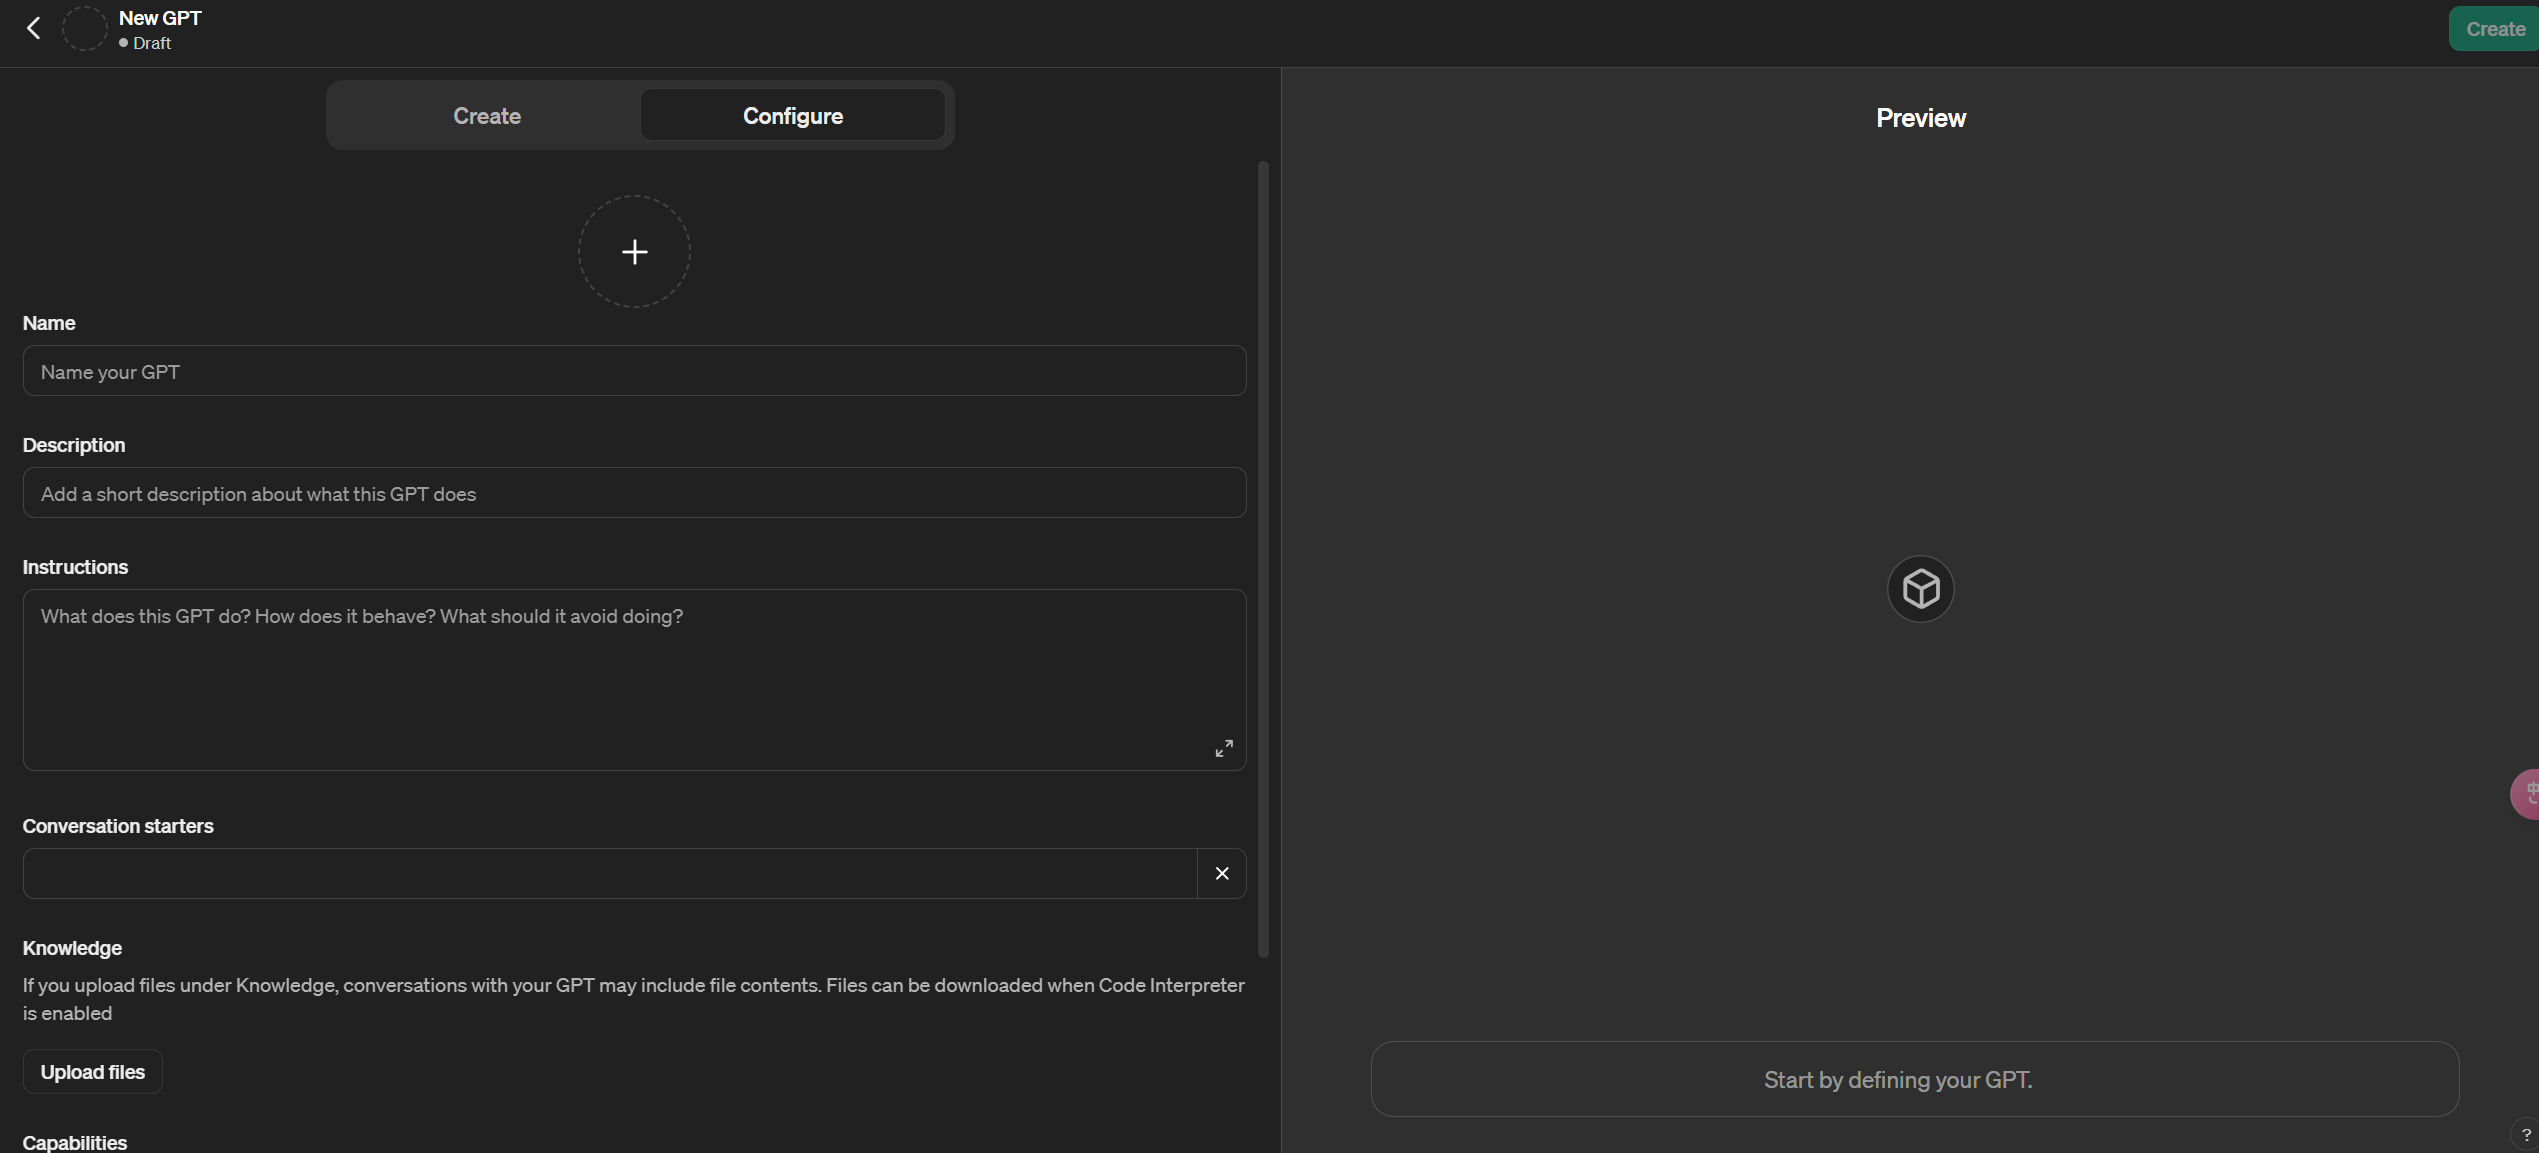 New GPT
Draft
Create
Create
Configure
Preview
Name
Name your GPT
Description
Add a short description about what this GPT does
Instructions
What does this GPT do? How does it behave? What should it avoid doing?
Conversation starters
Knowledge
If you upload files under Knowledge, conversations with your GPT may include file contents. Files can be downloaded when Code Interpreter
is enabled
Upload files
Capabilities
Start by defining your GPT.
?